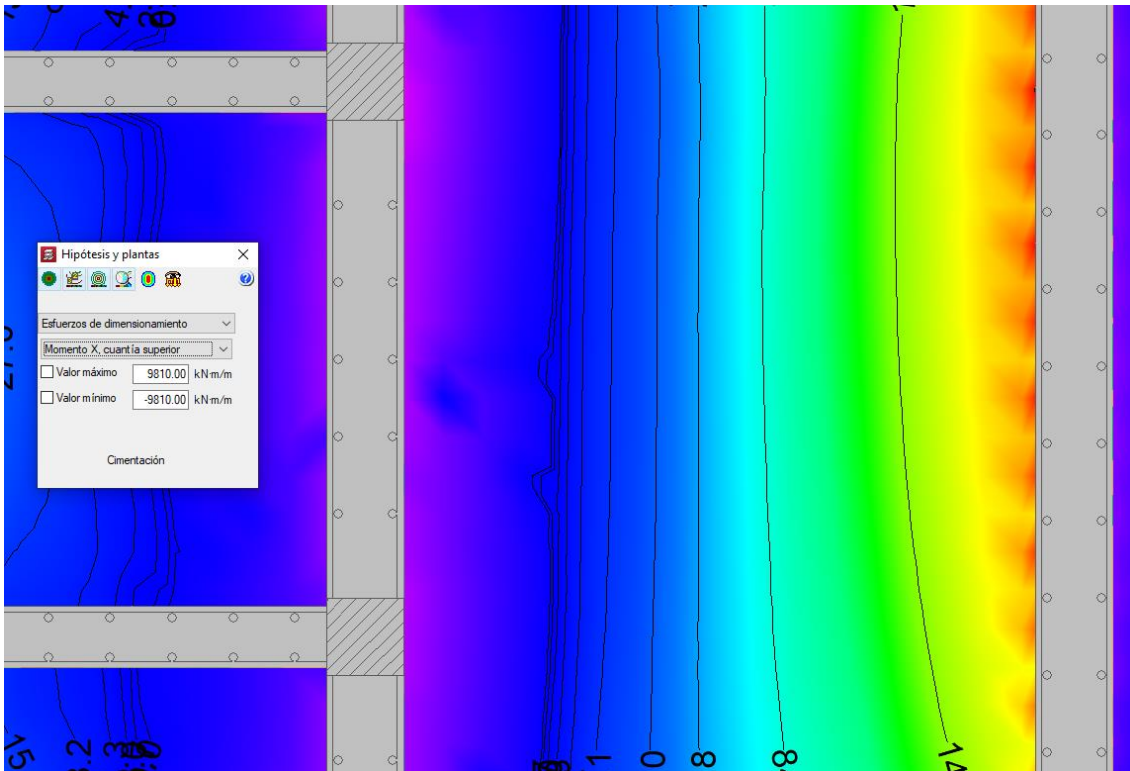 Hipótesis y plantas
Esfuerzos de dimensionamiento
Momento X, cuantía superior
Valor máximo 9810.00 kN·m/m
Valor mínimo -9810.00 kN·m/m
Cimentación
15
1
0
8
8
14